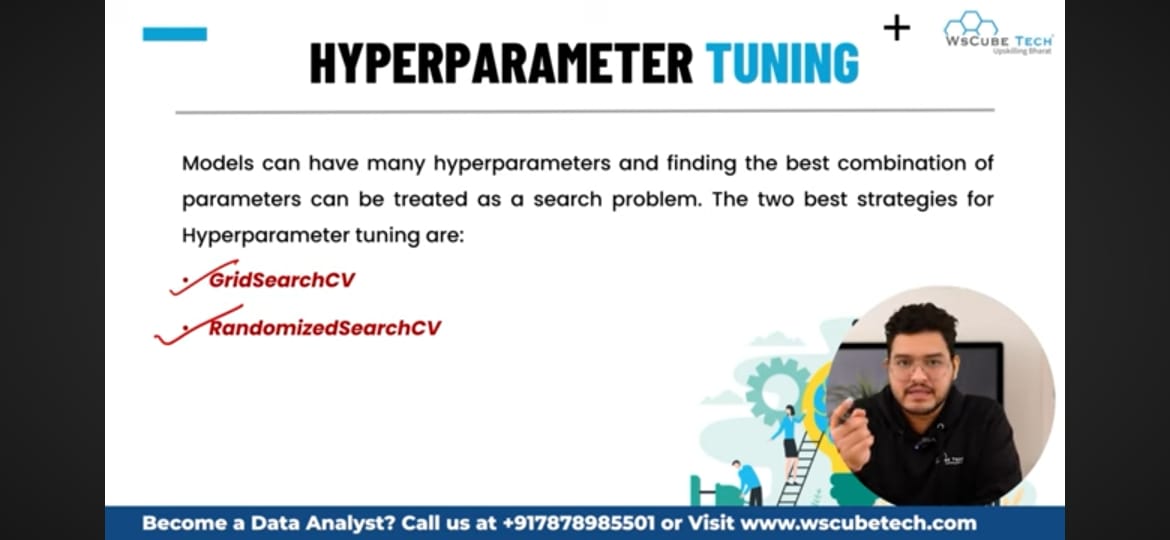 HYPERPARAMETER TUNING
WsCube Tech
Upskilling Bharat
Models can have many hyperparameters and finding the best combination of
parameters can be treated as a search problem. The two best strategies for
Hyperparameter tuning are:
• GridSearchCV
• RandomizedSearchCV
Become a Data Analyst? Call us at +917878985501 or Visit www.wscubetech.com